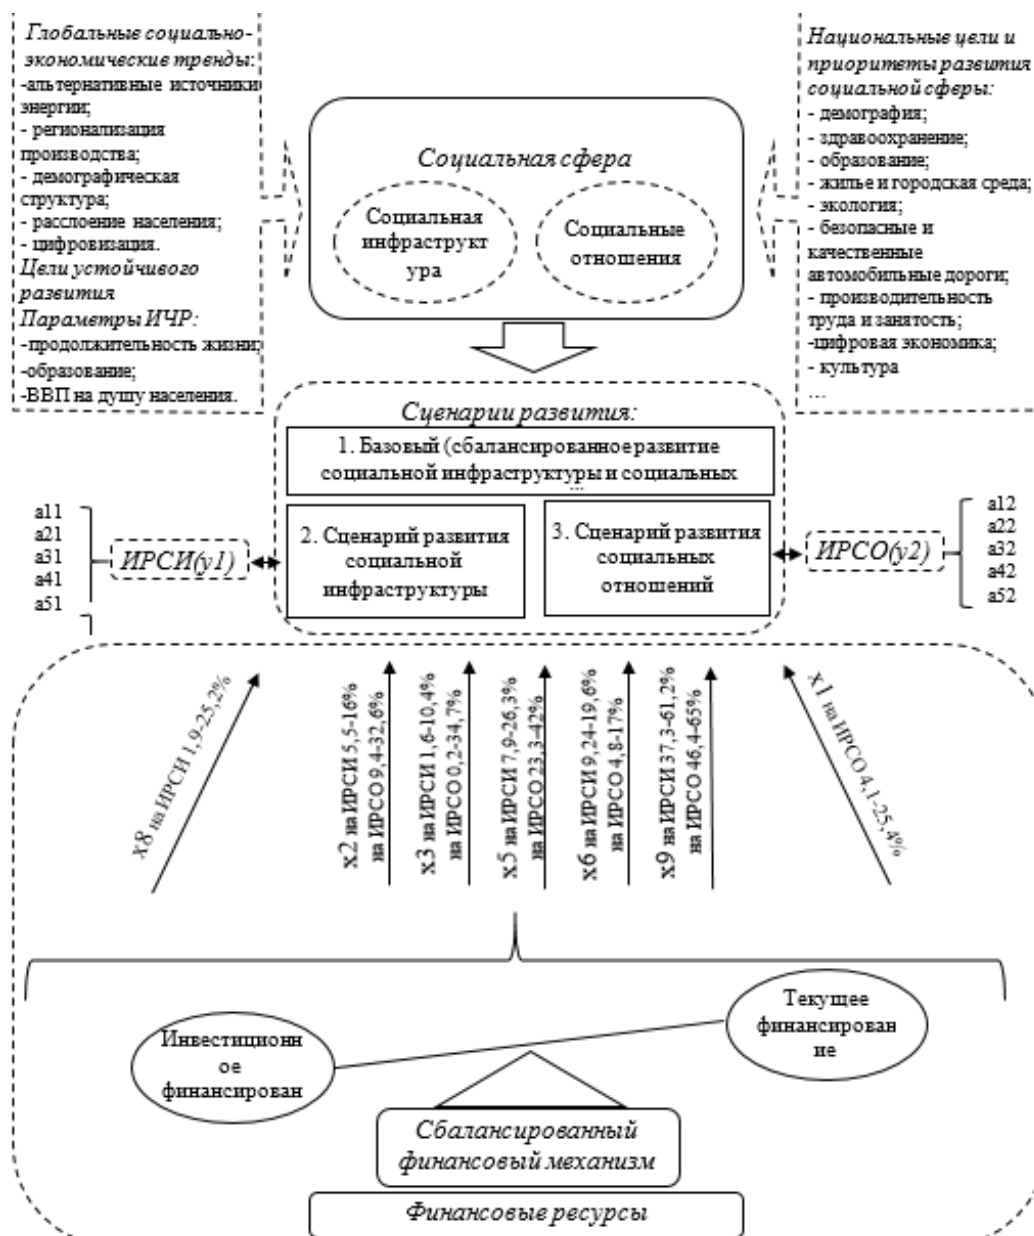 Глобальные социально-
экономические тренды:
-альтернативные источники
энергии;
- регионализация
производства;
- демографическая
структура;
- расслоение населения;
- цифровизация.
Цели устойчивого
развития
Параметры ИЧР:
-продолжительность жизни;
-образование;
-ВВП на душу населения.
Социальная сфера
Социальная
инфраструкт
ура
Социальные
отношения
Национальные цели и
приоритеты развития
социальной сферы:
- демография;
- здравоохранение;
- образование;
- жилье и городская среда;
- экология;
- безопасные и
качественные
автомобильные дороги;
- производительность
труда и занятость;
-цифровая экономика;
- культура
...
Сценарии развития:
1. Базовый (сбалансированное развитие
социальной инфраструктуры и социальных
...
2. Сценарий развития
социальной
инфраструктуры
3. Сценарий развития
социальных
отношений
a11
a21
a31
a41
a51
ИРСИ(y1)
ИРСО(y2)
a12
a22
a32
a42
a52
x8 на ИРСИ 1,9-25,2%
x2 на ИРСИ 5,5-16%
на ИРСО 9,4-32,6%
x3 на ИРСИ 1,6-10,4%
на ИРСО 0,2-34,7%
x5 на ИРСИ 7,9-26,3%
на ИРСО 23,3-42%
x6 на ИРСИ 9,24-19,6%
на ИРСО 4,8-17%
x9 на ИРСИ 37,3-61,2%
на ИРСО 46,4-65%
x1 на ИРСО 4,1-25,4%
Инвестиционн
ое
финансирован
Текущее
финансирован
ие
Сбалансированный
финансовый механизм
Финансовые ресурсы